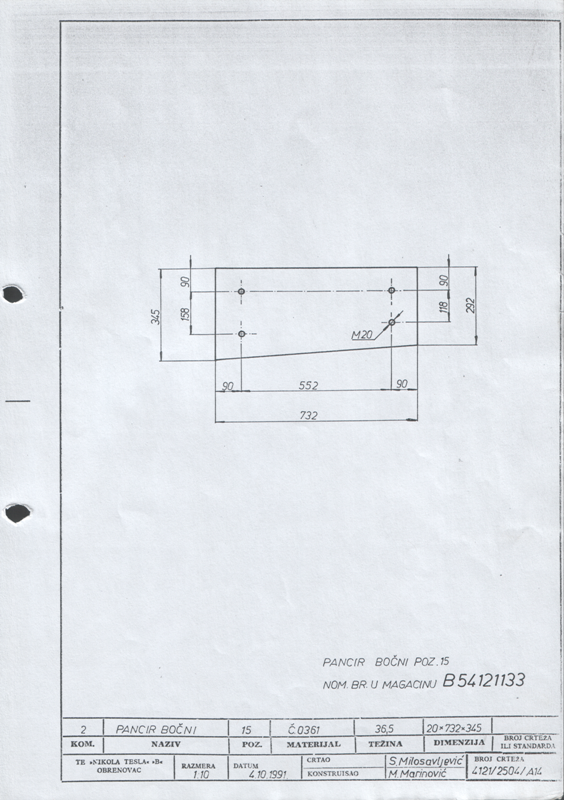 90
345
158
90
118
292
M20
90
552
90
732
PANCIR BOČNI POZ.15
NOM. BR. U MAGACINU B54121133
2 PANCIR BOČNI 15 Č.0361 36,5 20×732×345
KOM. NAZIV POZ. MATERIJAL TEŽINA DIMENZIJA BROJ CRTEŽA ILI STANDARDA
TE »NIKOLA TESLA« »B«
OBRENOVAC
RAZMERA
1:10
DATUM
4.10.1991.
CRTAO S.Milosavljević
KONSTRUISAO M.Marinović
BROJ CRTEŽA
4121/2504/A14